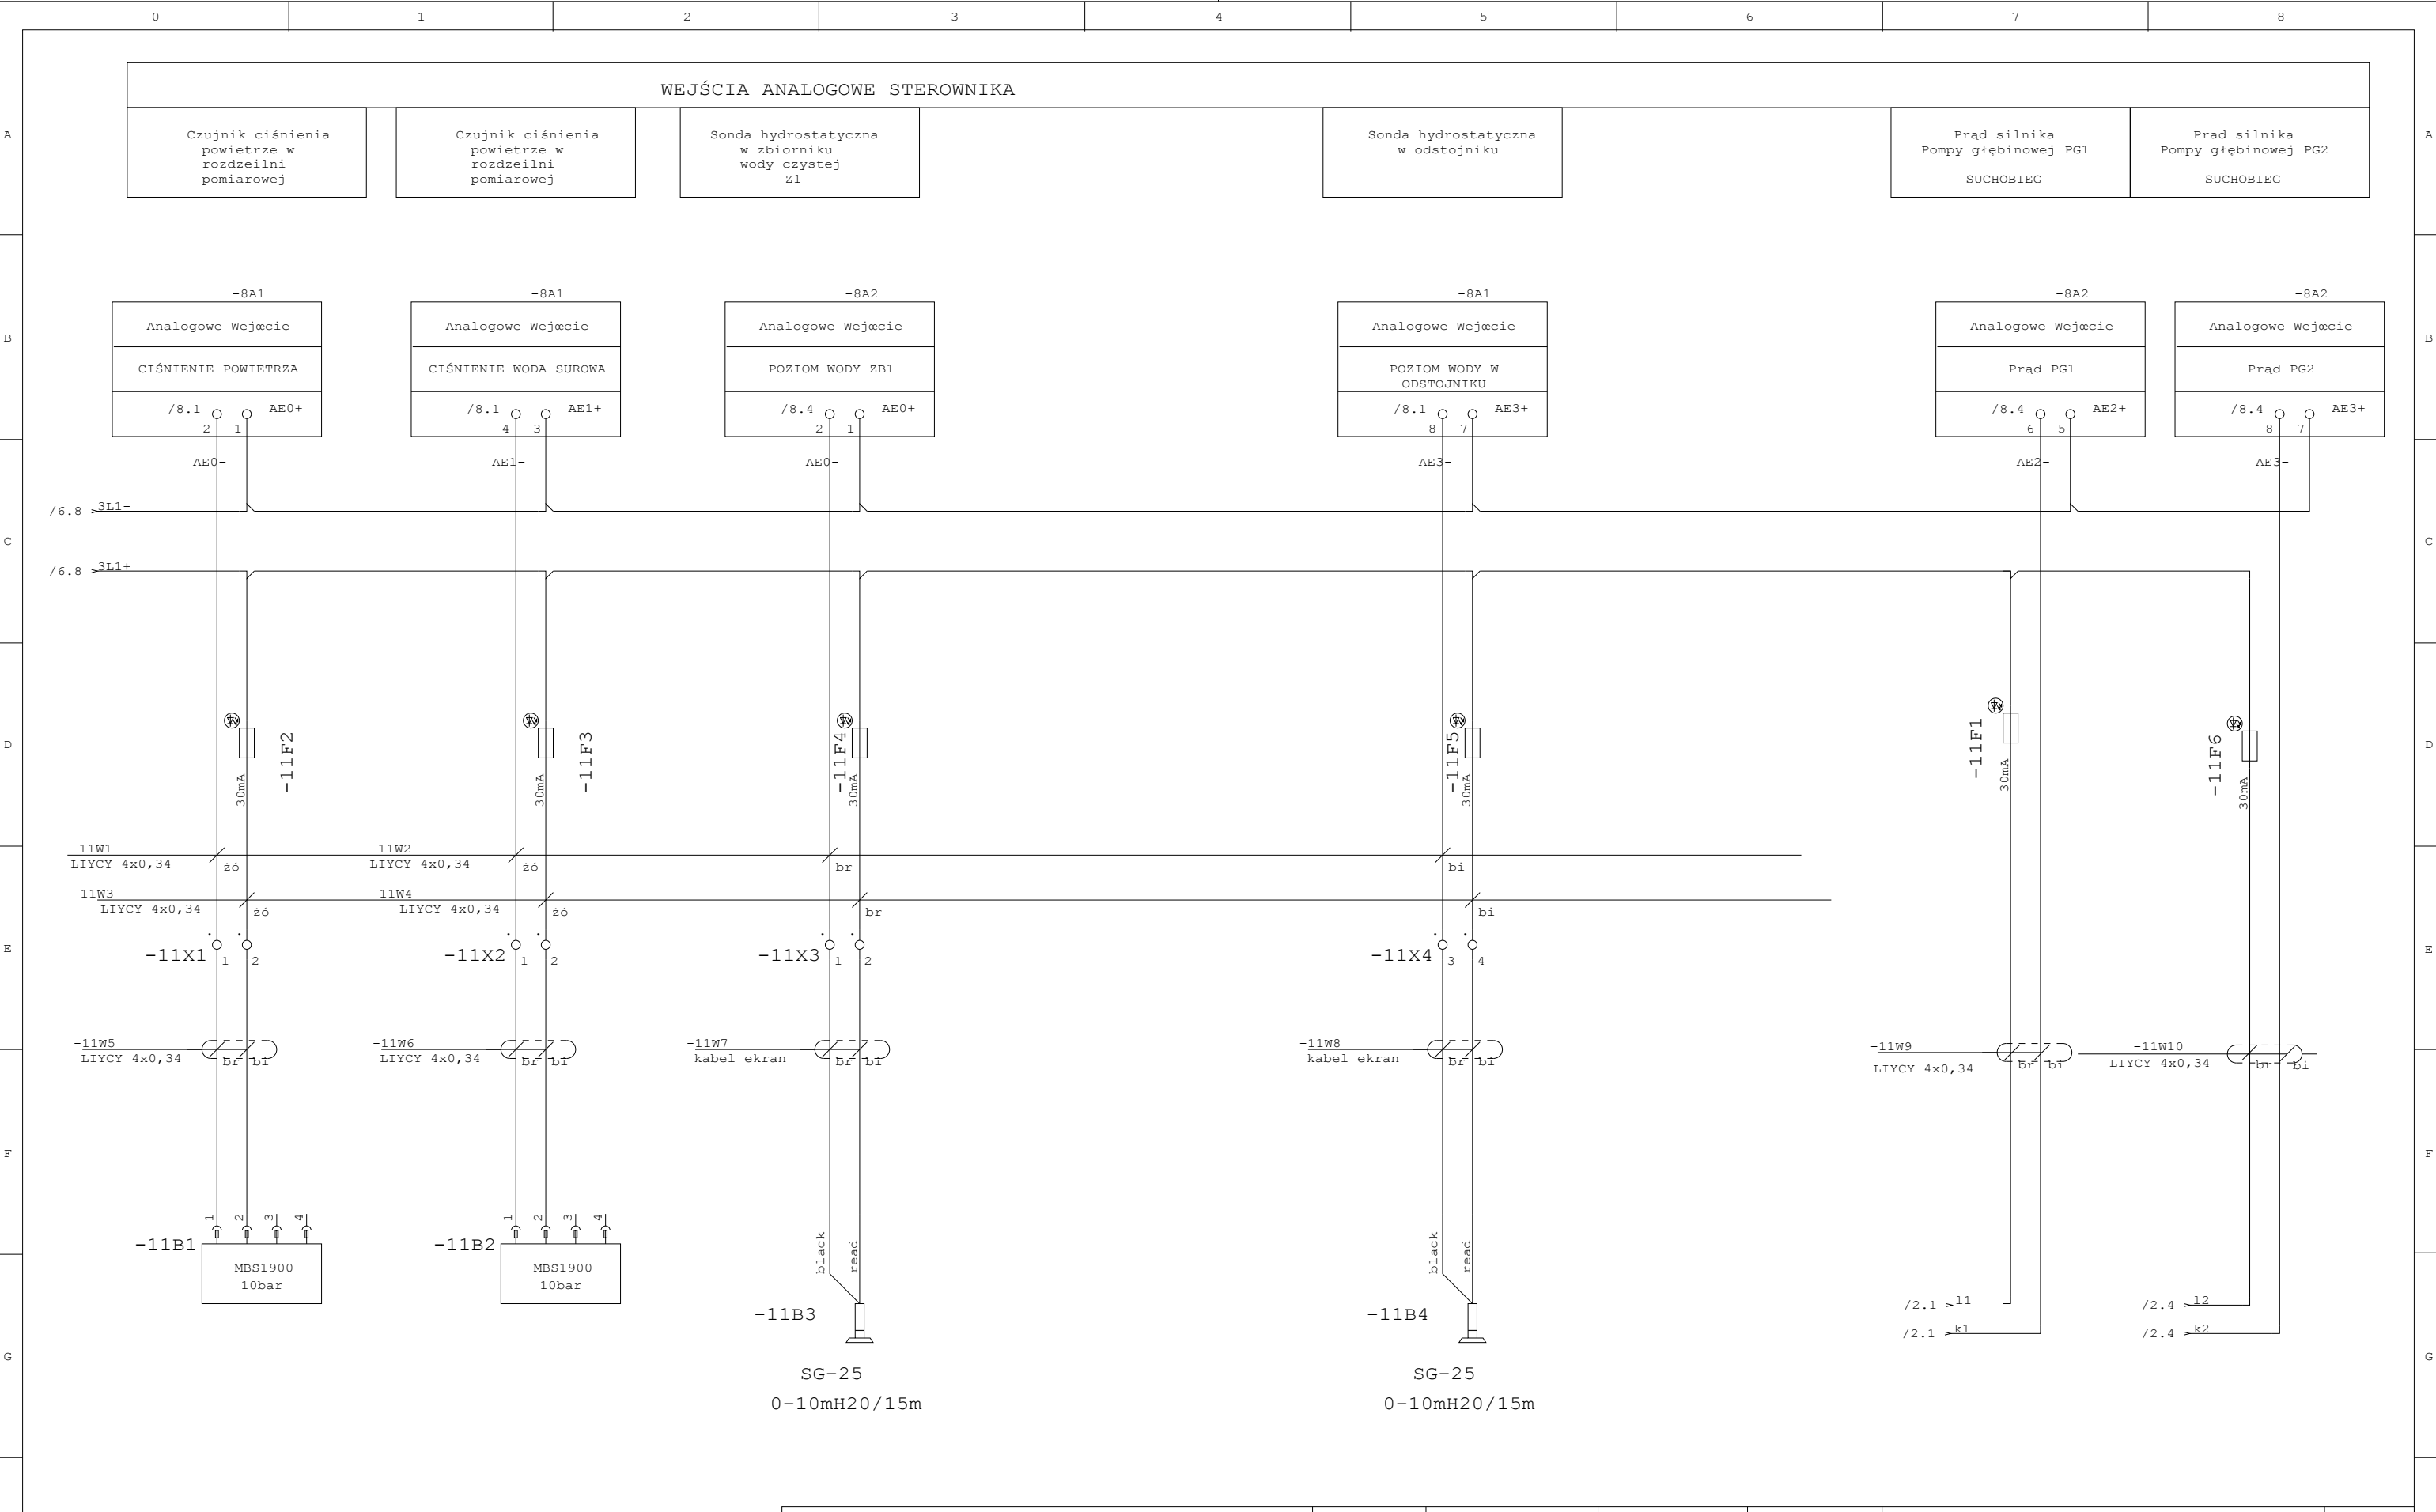 0 1 2 3 4 5 6 7 8
WEJŚCIA ANALOGOWE STEROWNIKA
A
Czujnik ciśnienia
powietrze w
rozdzeilni
pomiarowej
Czujnik ciśnienia
powietrze w
rozdzeilni
pomiarowej
Sonda hydrostatyczna
w zbiorniku
wody czystej
Z1
Sonda hydrostatyczna
w odstojniku
Prąd silnika
Pompy głębinowej PG1
SUCHOBIEG
Prad silnika
Pompy głębinowej PG2
SUCHOBIEG
A
B
-8A1
Analogowe Wejœcie
CIŚNIENIE POWIETRZA
/8.1 AE0+
2 1
AE0-
-8A1
Analogowe Wejœcie
CIŚNIENIE WODA SUROWA
/8.1 AE1+
4 3
AE1-
-8A2
Analogowe Wejœcie
POZIOM WODY ZB1
/8.4 AE0+
2 1
AE0-
-8A1
Analogowe Wejœcie
POZIOM WODY W
ODSTOJNIKU
/8.1 AE3+
8 7
AE3-
-8A2
Analogowe Wejœcie
Prąd PG1
/8.4 AE2+
6 5
AE2-
-8A2
Analogowe Wejœcie
Prąd PG2
/8.4 AE3+
8 7
AE3-
B
/6.8 >3L1-
C C
/6.8 >3L1+
D
-11F2
30mA
-11F3
30mA
-11F4
30mA
-11F5
30mA
-11F1
30mA
-11F6
30mA
D
-11W1
LIYCY 4x0,34
żó
-11W2
LIYCY 4x0,34
żó
br
bi
-11W3
LIYCY 4x0,34
żó
-11W4
LIYCY 4x0,34
żó
br
bi
E
-11X1 1 2
-11X2 1 2
-11X3 1 2
-11X4 3 4
E
-11W5
LIYCY 4x0,34
br bi
-11W6
LIYCY 4x0,34
br bi
-11W7
kabel ekran
br bi
-11W8
kabel ekran
br bi
-11W9
LIYCY 4x0,34
br bi
-11W10
LIYCY 4x0,34
br bi
F F
1 2 3 4
-11B1
MBS1900
10bar
1 2 3 4
-11B2
MBS1900
10bar
black read
-11B3
SG-25
0-10mH20/15m
black read
-11B4
SG-25
0-10mH20/15m
/2.1 >l1
/2.1 >k1
/2.4 >l2
/2.4 >k2
G G